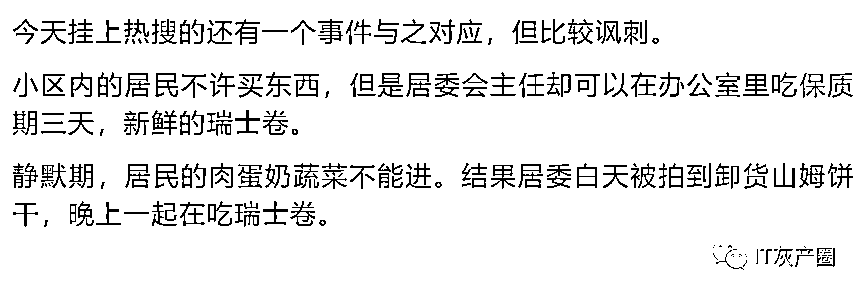 今天挂上热搜的还有一个事件与之对应，但比较讽刺。
小区内的居民不许买东西，但是居委会主任却可以在办公室里吃保质
期三天，新鲜的瑞士卷。
静默期，居民的肉蛋奶蔬菜不能进。结果居委白天被拍到卸货山姆饼
干，晚上一起在吃瑞士卷。
IT灰产圈